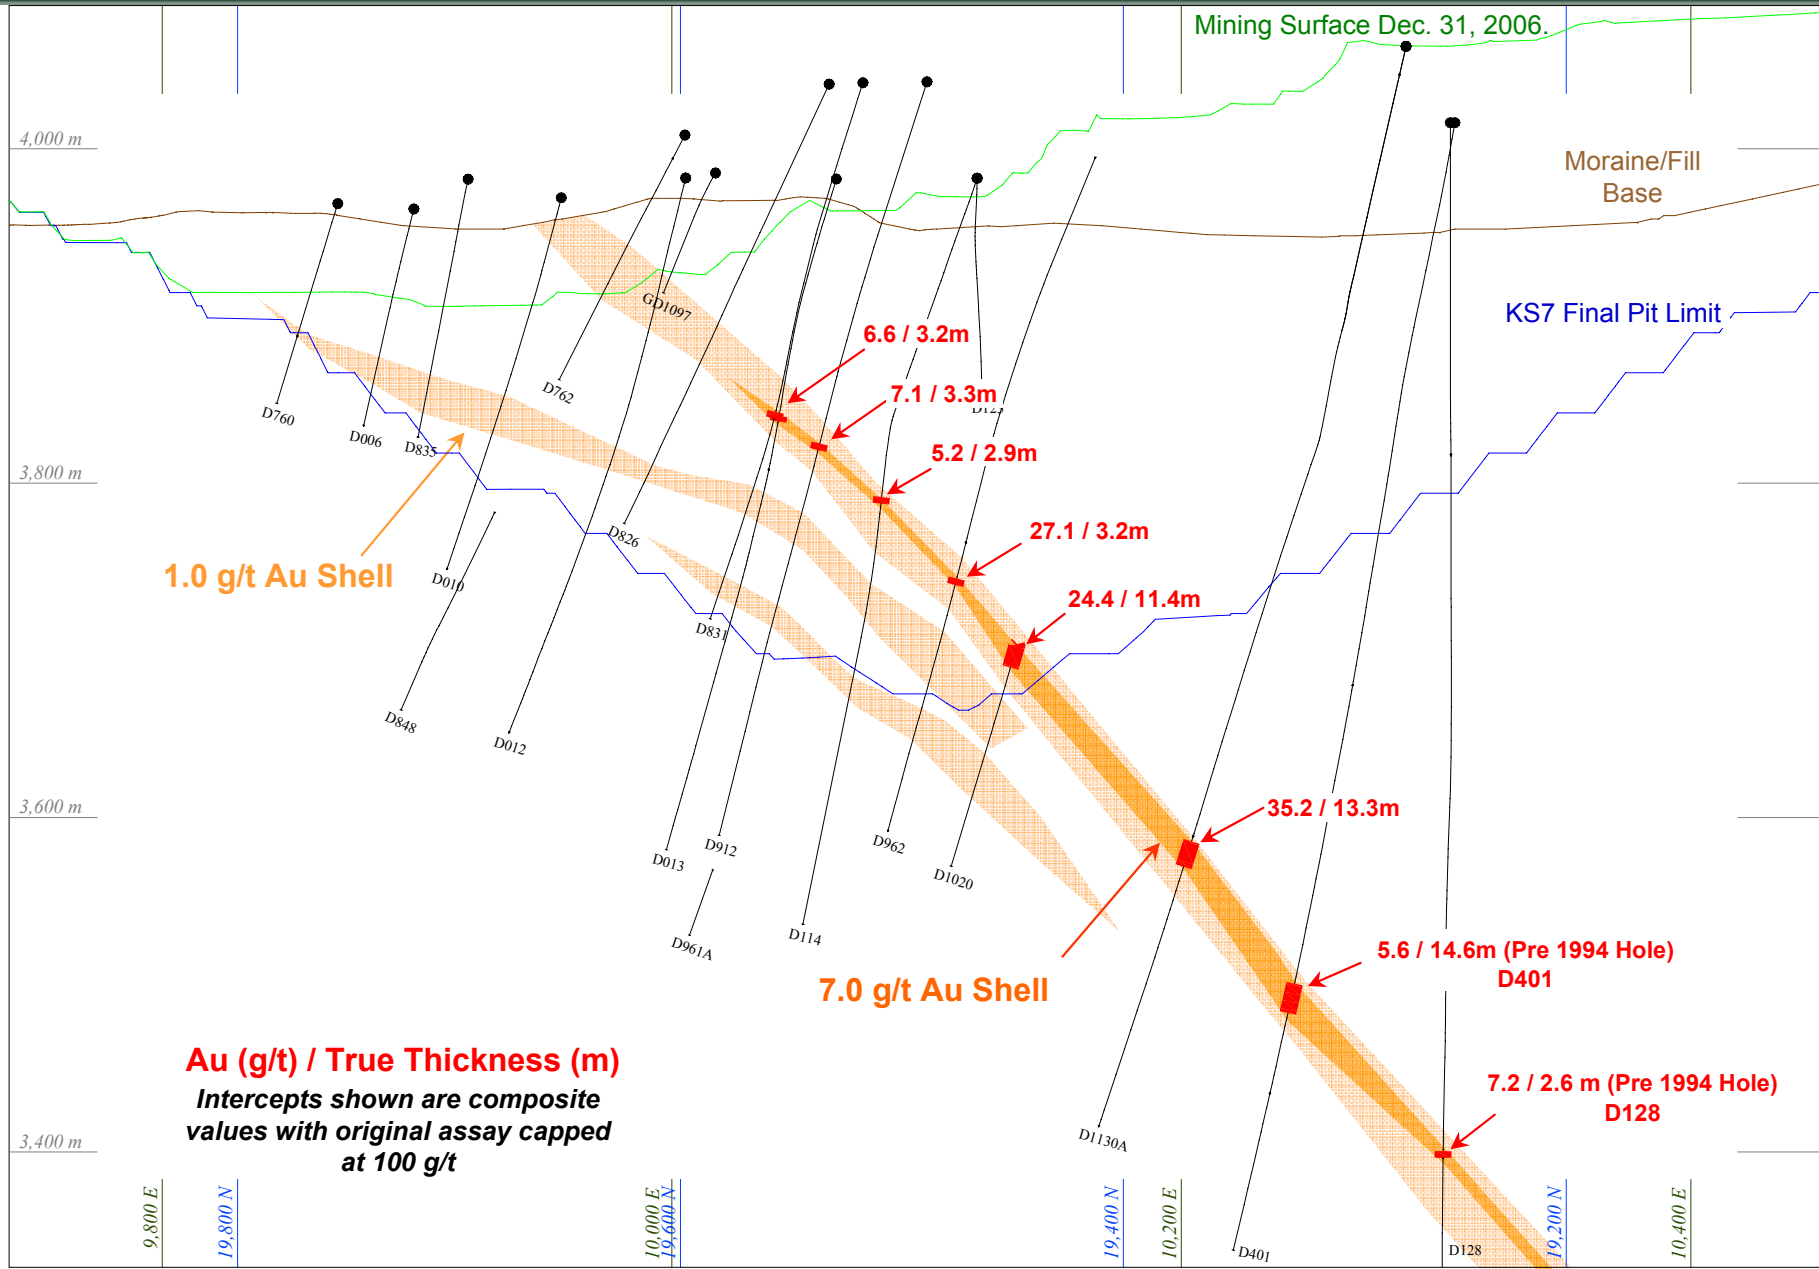 Mining Surface Dec. 31, 2006.
4,000 m
Moraine/Fill
Base
GD1097
KS7 Final Pit Limit
6.6 / 3.2m
D762
7.1 / 3.3m
D760
D006
D835
5.2 / 2.9m
3,800 m
27.1 / 3.2m
D826
1.0 g/t Au Shell
D010
24.4 / 11.4m
D831
D848
D012
3,600 m
35.2 / 13.3m
D013
D912
D962
D1020
D961A
D114
5.6 / 14.6m (Pre 1994 Hole)
D401
7.0 g/t Au Shell
Au (g/t) / True Thickness (m)
Intercepts shown are composite
values with original assay capped
at 100 g/t
7.2 / 2.6 m (Pre 1994 Hole)
D128
D1130A
3,400 m
9,800 E
19,800 N
10,000 E
19,600 N
19,400 N
10,200 E
D401
D128
19,200 N
10,400 E